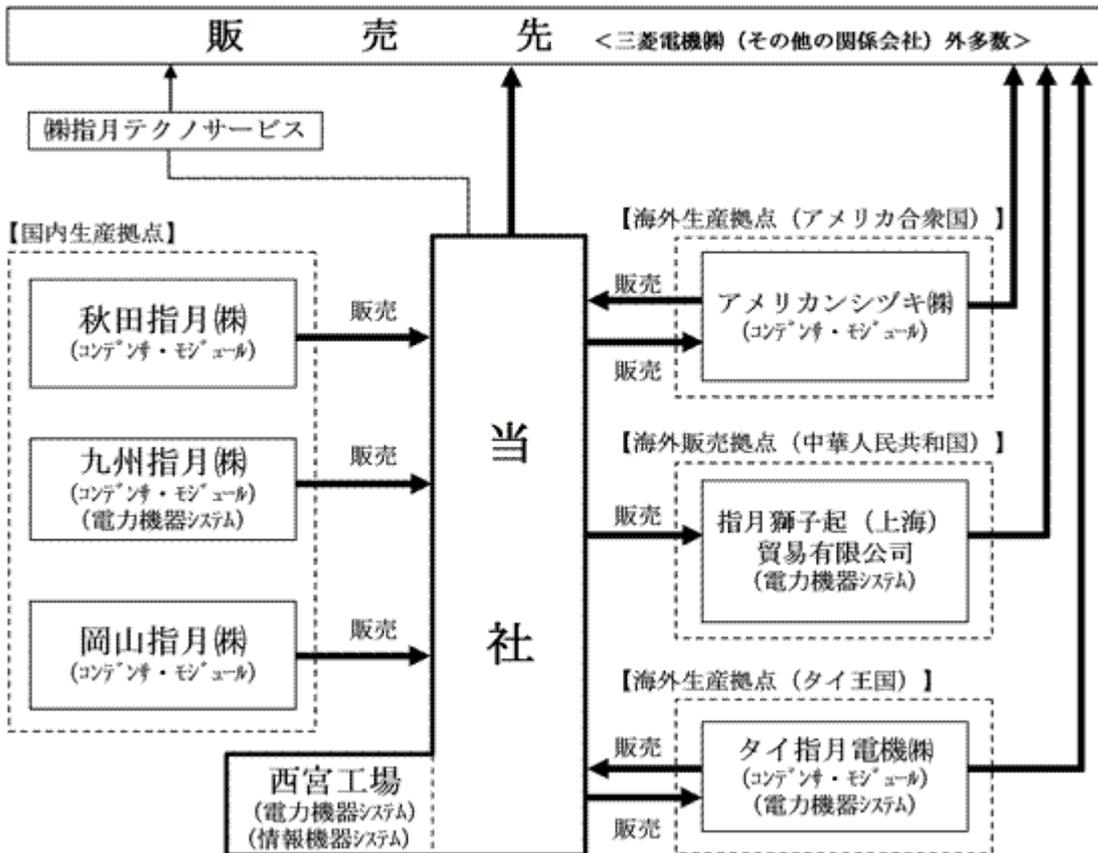 販売先 <三菱電機㈱（その他の関係会社）外多数>
㈱指月テクノサービス
【国内生産拠点】
秋田指月㈱
(ｺﾝﾃﾞﾝｻ・ﾓｼﾞｭｰﾙ)
販売
九州指月㈱
(ｺﾝﾃﾞﾝｻ・ﾓｼﾞｭｰﾙ)
(電力機器ｼｽﾃﾑ)
販売
岡山指月㈱
(ｺﾝﾃﾞﾝｻ・ﾓｼﾞｭｰﾙ)
販売
西宮工場
(電力機器ｼｽﾃﾑ)
(情報機器ｼｽﾃﾑ)
当社
【海外生産拠点（アメリカ合衆国）】
販売
販売
アメリカンシヅキ㈱
(ｺﾝﾃﾞﾝｻ・ﾓｼﾞｭｰﾙ)
【海外販売拠点（中華人民共和国）】
販売
指月獅子起（上海）
貿易有限公司
(電力機器ｼｽﾃﾑ)
【海外生産拠点（タイ王国）】
販売
販売
タイ指月電機㈱
(ｺﾝﾃﾞﾝｻ・ﾓｼﾞｭｰﾙ)
(電力機器ｼｽﾃﾑ)